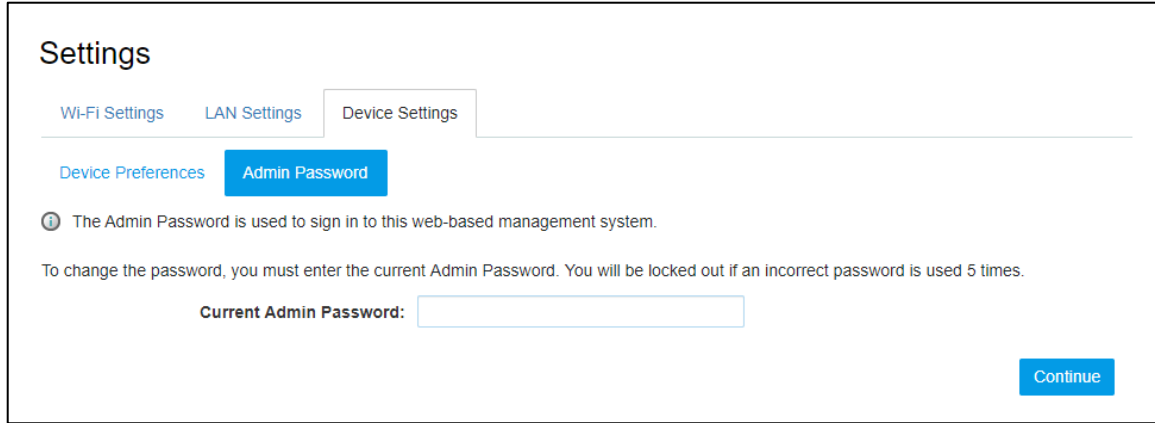 Settings
Wi-Fi Settings LAN Settings Device Settings
Device Preferences Admin Password
The Admin Password is used to sign in to this web-based management system.
To change the password, you must enter the current Admin Password. You will be locked out if an incorrect password is used 5 times.
Current Admin Password:
Continue